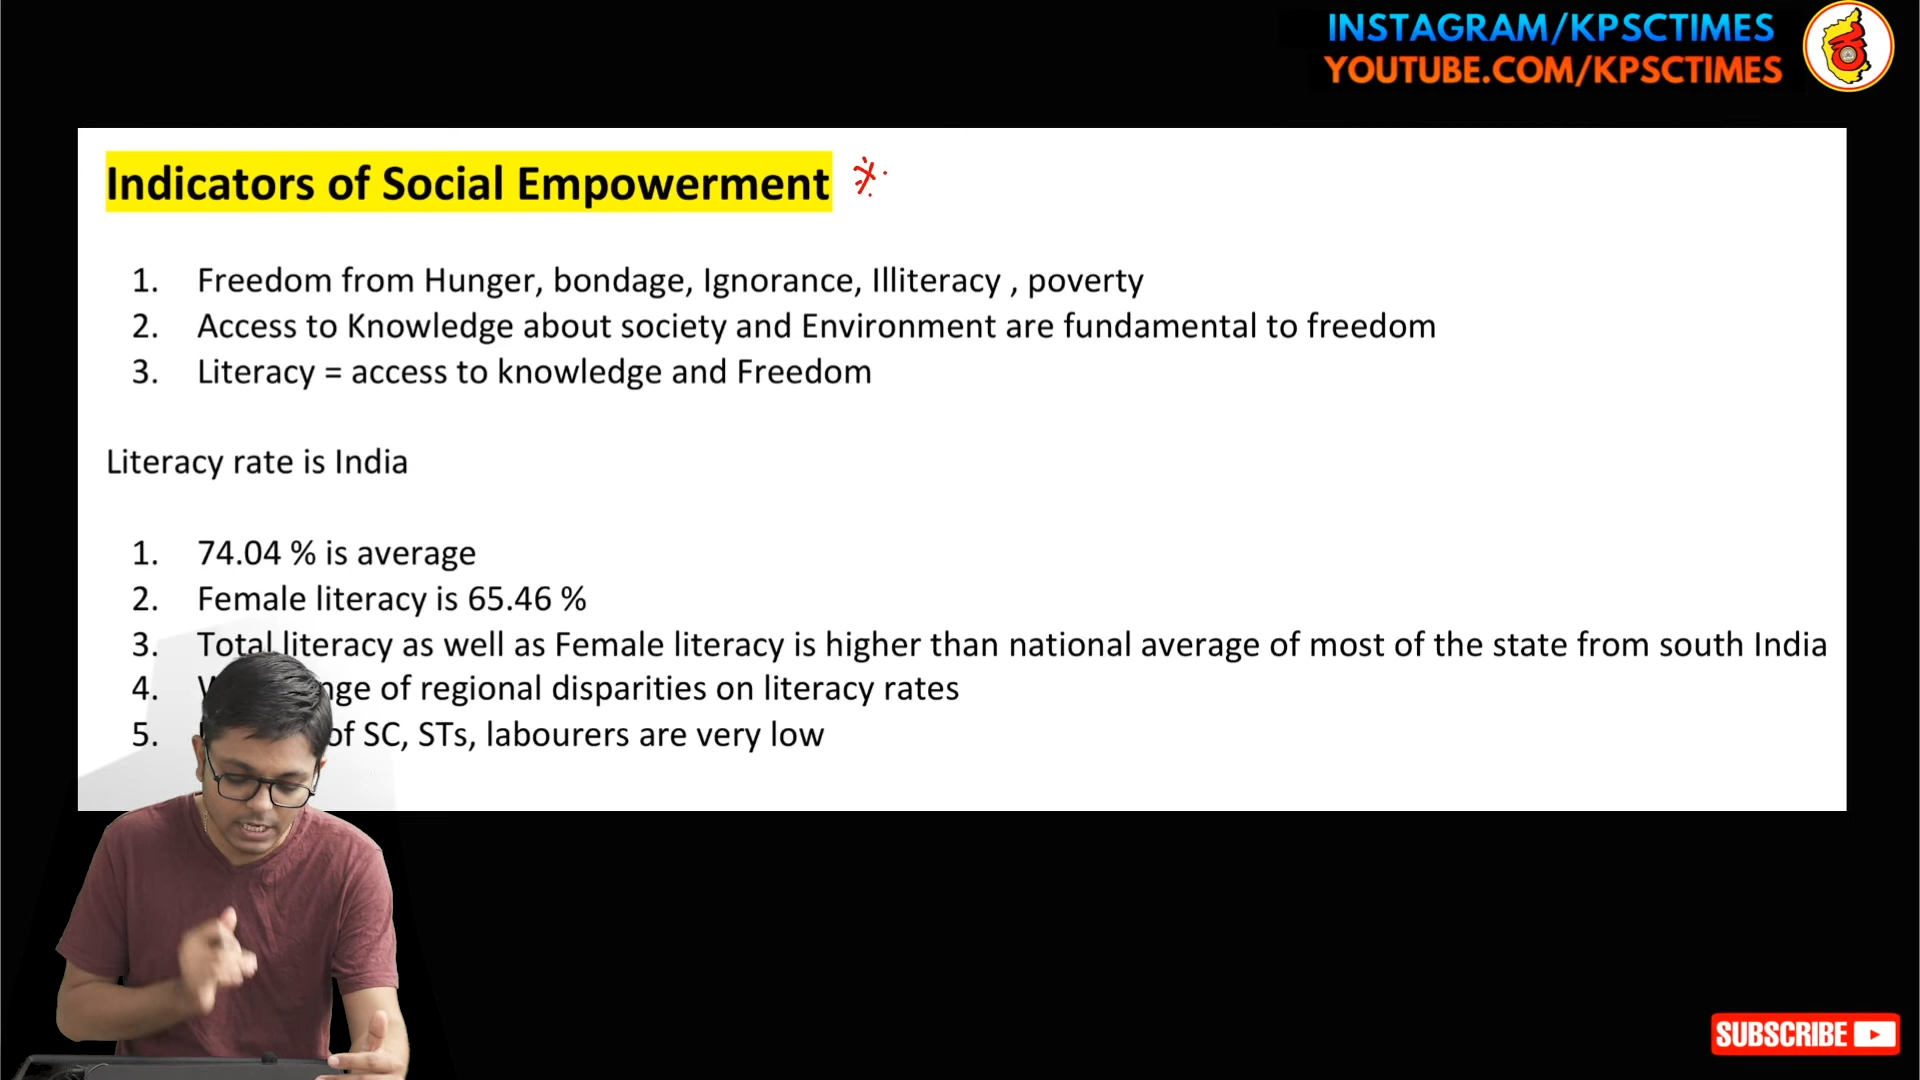 INSTAGRAM/KPSCTIMES
YOUTUBE.COM/KPSCTIMES
Indicators of Social Empowerment
1. Freedom from Hunger, bondage, Ignorance, Illiteracy , poverty
2. Access to Knowledge about society and Environment are fundamental to freedom
3. Literacy = access to knowledge and Freedom
Literacy rate is India
1. 74.04 % is average
2. Female literacy is 65.46 %
3. Total literacy as well as Female literacy is higher than national average of most of the state from south India
4. of regional disparities on literacy rates
5. of SC, STs, labourers are very low
SUBSCRIBE